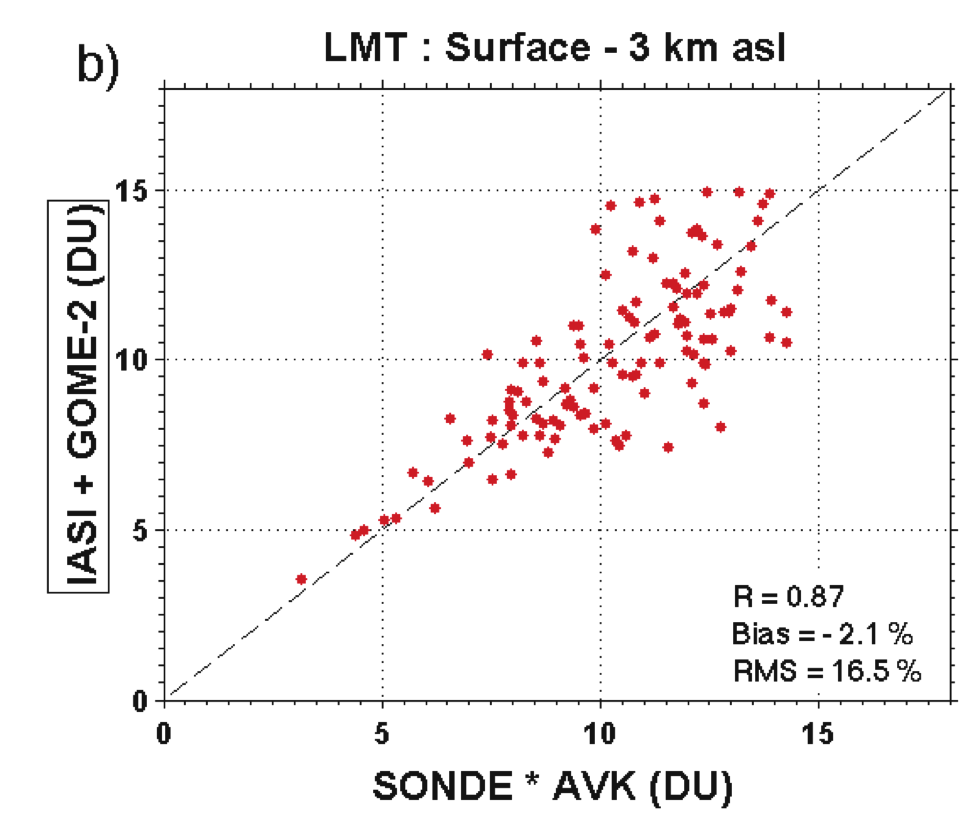 b)
LMT : Surface - 3 km asl
IASI + GOME-2 (DU)
15
10
5
0
R = 0.87
Bias = - 2.1 %
RMS = 16.5 %
0 5 10 15
SONDE * AVK (DU)